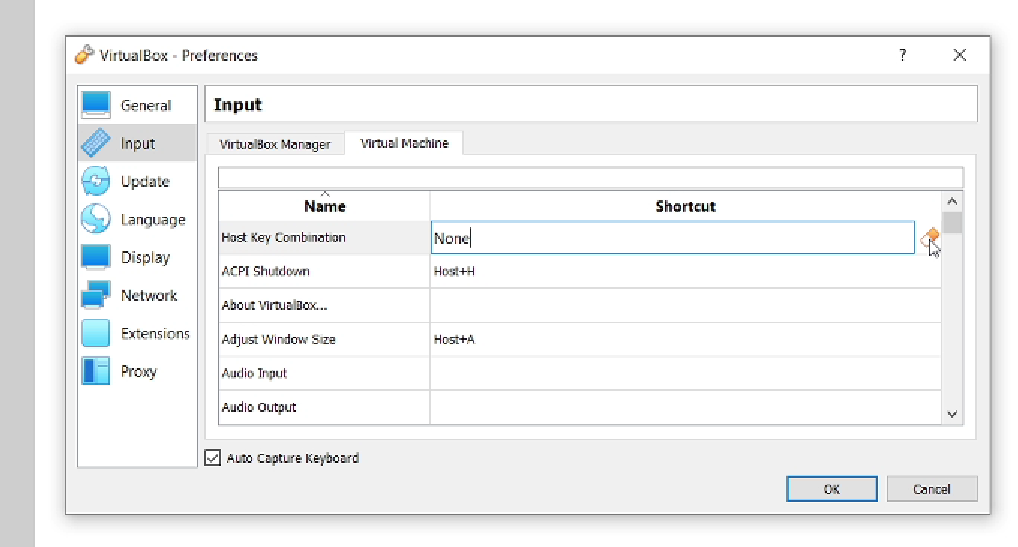 VirtualBox - Preferences
?
General
Input
Update
Language
Display
Network
Extensions
Proxy
Input
VirtualBox Manager Virtual Machine
Name Shortcut
Host Key Combination None
ACPI Shutdown Host+H
About VirtualBox...
Adjust Window Size Host+A
Audio Input
Audio Output
Auto Capture Keyboard
OK Cancel